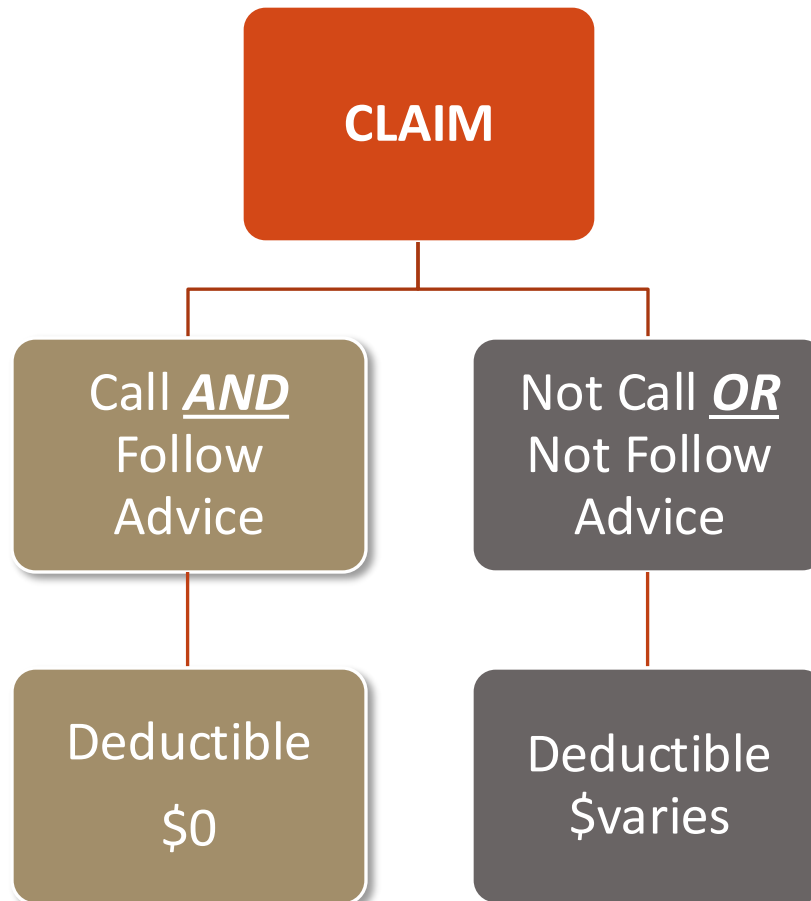 CLAIM
Call AND
Follow
Advice
Not Call OR
Not Follow
Advice
Deductible
$0
Deductible
$varies